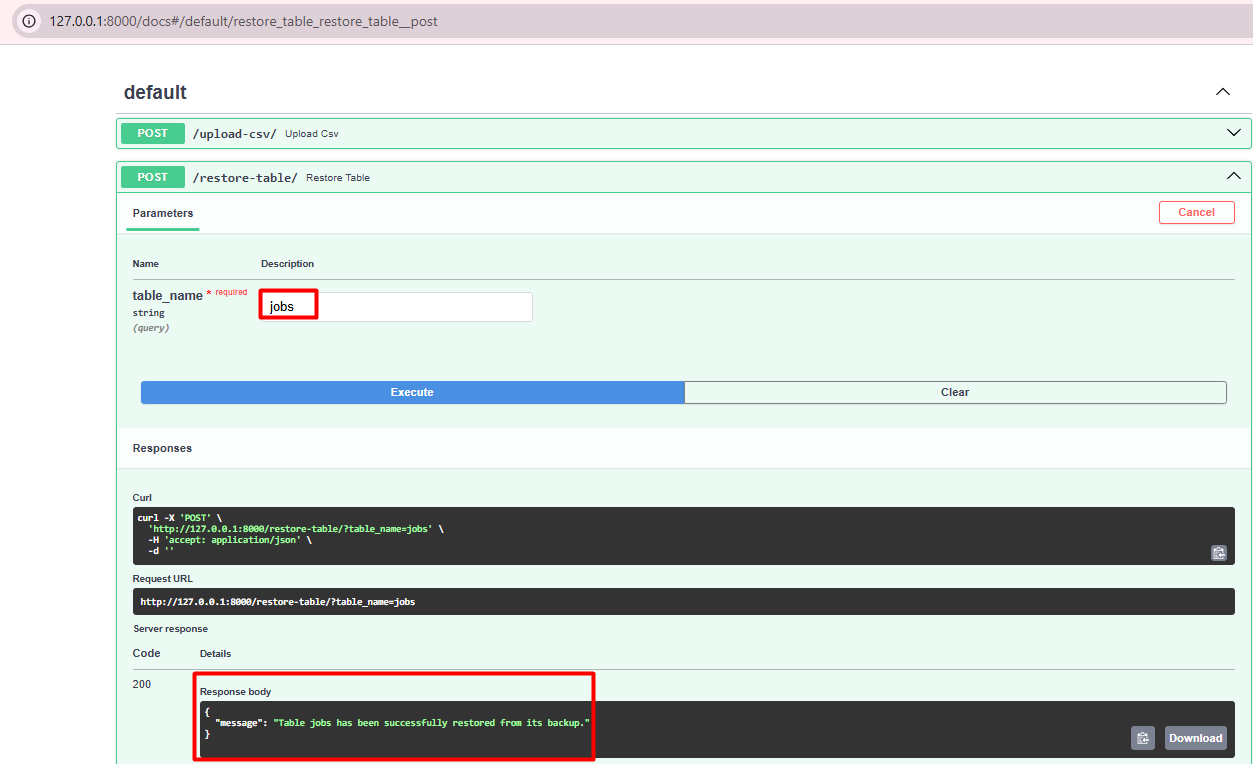 127.0.0.1:8000/docs#/default/restore_table_restore_table__post
default
POST /upload-csv/ Upload Csv
POST /restore-table/ Restore Table
Parameters
Cancel
Name Description
table_name * required
jobs
string
(query)
Execute
Clear
Responses
Curl
curl -X 'POST' \
'http://127.0.0.1:8000/restore-table/?table_name=jobs' \
-H 'accept: application/json' \
-d ''
Request URL
http://127.0.0.1:8000/restore-table/?table_name=jobs
Server response
Code Details
200
Response body
{
"message": "Table jobs has been successfully restored from its backup."
}
Download